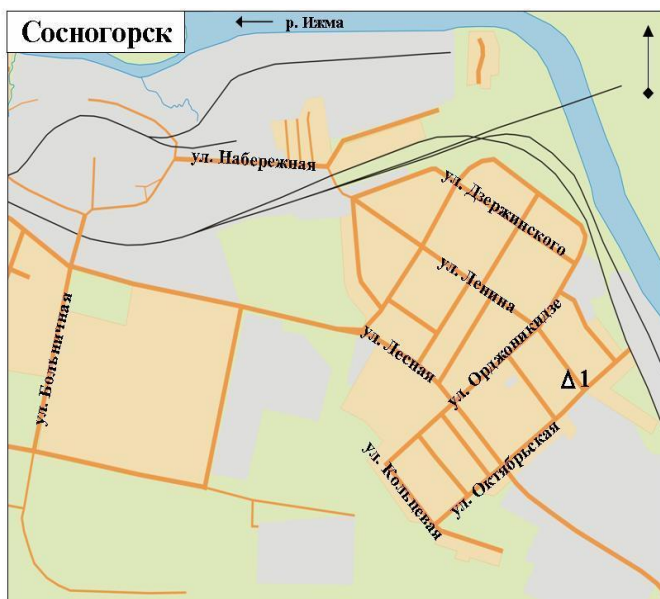 Сосногорск
р. Ижма
ул. Набережная
ул. Дзержинского
ул. Ленина
ул. Больничная
ул. Лесная
ул. Орджоникидзе
1
ул. Кольцевая
ул. Октябрьская